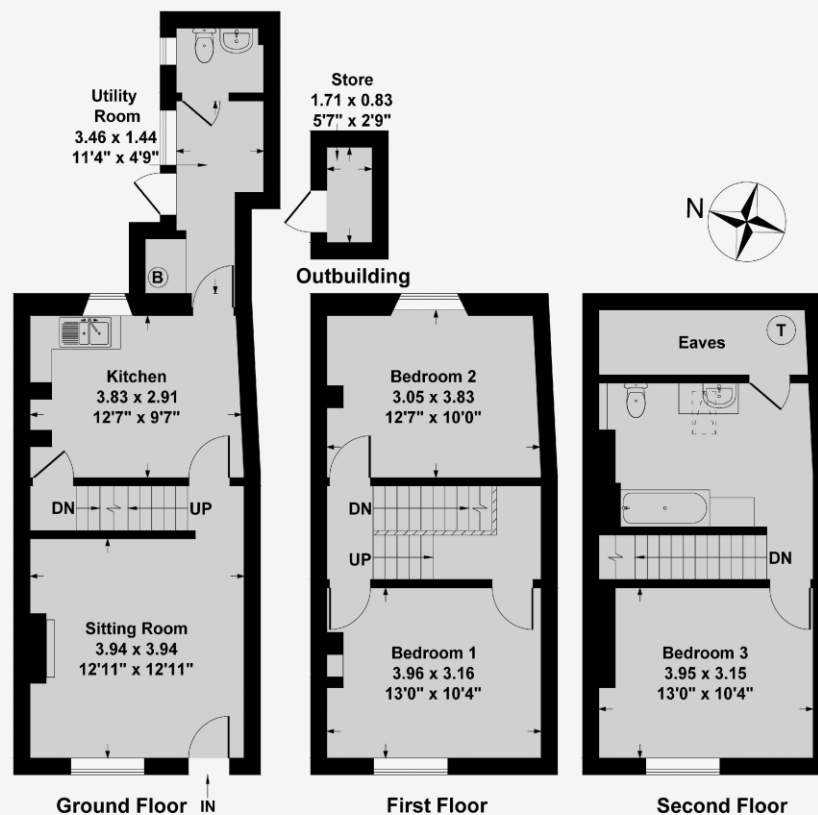 Utility
Room
3.46 x 1.44
11'4" x 4'9"
Store
1.71 x 0.83
5'7" x 2'9"
Outbuilding
N
B
Kitchen
3.83 x 2.91
12'7" x 9'7"
DN
UP
Sitting Room
3.94 x 3.94
12'11" x 12'11"
IN
Ground Floor
Bedroom 2
3.05 x 3.83
12'7" x 10'0"
DN
UP
Bedroom 1
3.96 x 3.16
13'0" x 10'4"
First Floor
Eaves
T
DN
Bedroom 3
3.95 x 3.15
13'0" x 10'4"
Second Floor